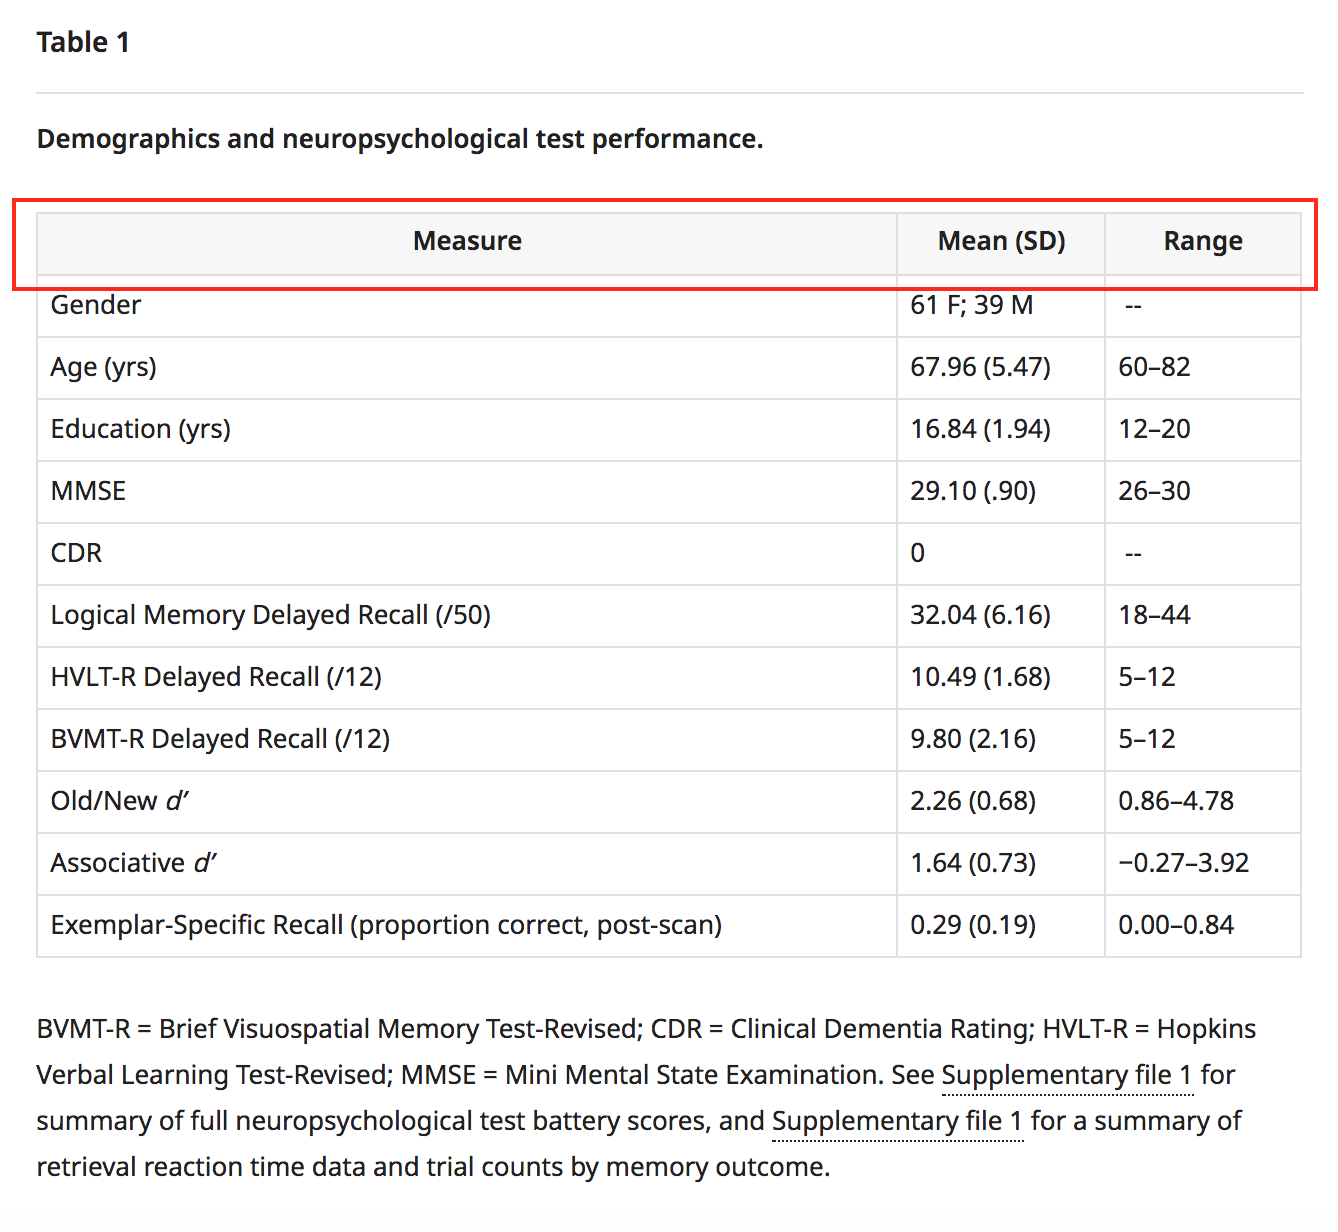 Table 1
Demographics and neuropsychological test performance.
Measure Mean (SD) Range
Gender 61 F; 39 M --
Age (yrs) 67.96 (5.47) 60–82
Education (yrs) 16.84 (1.94) 12–20
MMSE 29.10 (.90) 26–30
CDR 0 --
Logical Memory Delayed Recall (/50) 32.04 (6.16) 18–44
HVLT-R Delayed Recall (/12) 10.49 (1.68) 5–12
BVMT-R Delayed Recall (/12) 9.80 (2.16) 5–12
Old/New d′ 2.26 (0.68) 0.86–4.78
Associative d′ 1.64 (0.73) −0.27–3.92
Exemplar-Specific Recall (proportion correct, post-scan) 0.29 (0.19) 0.00–0.84
BVMT-R = Brief Visuospatial Memory Test-Revised; CDR = Clinical Dementia Rating; HVLT-R = Hopkins
Verbal Learning Test-Revised; MMSE = Mini Mental State Examination. See Supplementary file 1 for
summary of full neuropsychological test battery scores, and Supplementary file 1 for a summary of
retrieval reaction time data and trial counts by memory outcome.